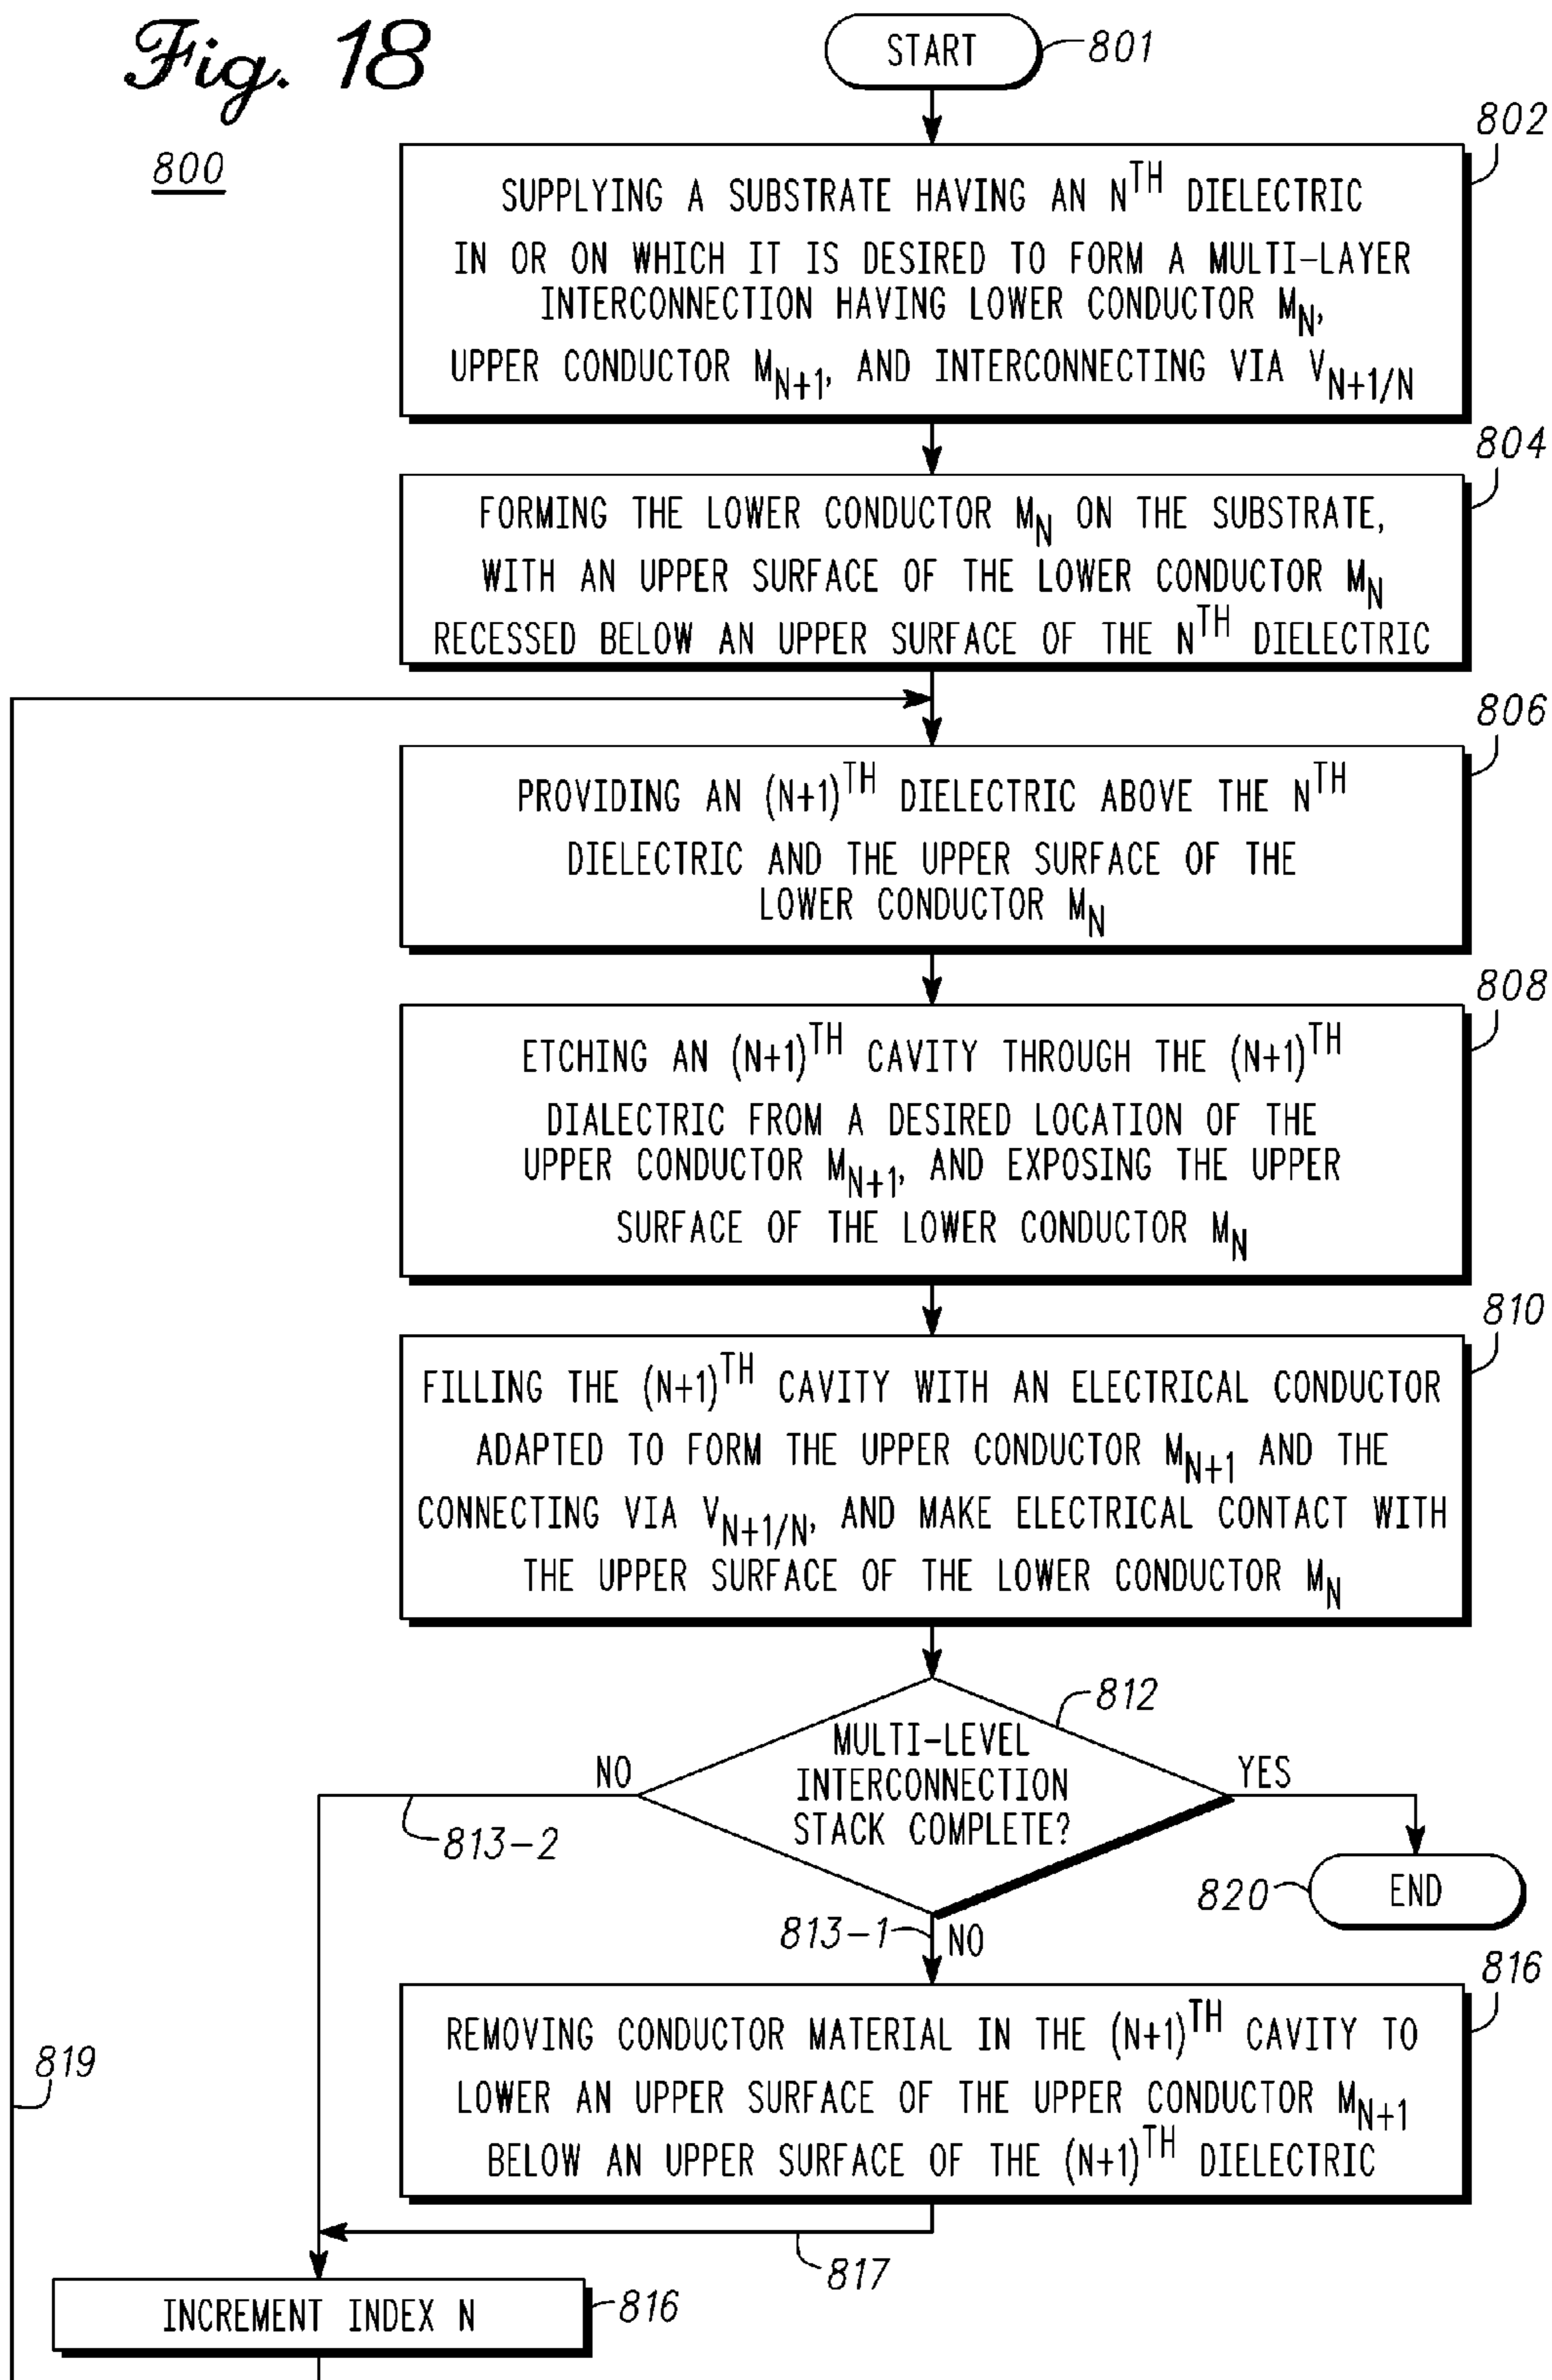 Fig. 18
800
START
801
802
SUPPLYING A SUBSTRATE HAVING AN N^TH DIELECTRIC
IN OR ON WHICH IT IS DESIRED TO FORM A MULTI-LAYER
INTERCONNECTION HAVING LOWER CONDUCTOR M_N,
UPPER CONDUCTOR M_N+1, AND INTERCONNECTING VIA V_N+1/N
804
FORMING THE LOWER CONDUCTOR M_N ON THE SUBSTRATE,
WITH AN UPPER SURFACE OF THE LOWER CONDUCTOR M_N
RECESSED BELOW AN UPPER SURFACE OF THE N^TH DIELECTRIC
806
PROVIDING AN (N+1)^TH DIELECTRIC ABOVE THE N^TH
DIELECTRIC AND THE UPPER SURFACE OF THE
LOWER CONDUCTOR M_N
808
ETCHING AN (N+1)^TH CAVITY THROUGH THE (N+1)^TH
DIALECTRIC FROM A DESIRED LOCATION OF THE
UPPER CONDUCTOR M_N+1, AND EXPOSING THE UPPER
SURFACE OF THE LOWER CONDUCTOR M_N
810
FILLING THE (N+1)^TH CAVITY WITH AN ELECTRICAL CONDUCTOR
ADAPTED TO FORM THE UPPER CONDUCTOR M_N+1 AND THE
CONNECTING VIA V_N+1/N, AND MAKE ELECTRICAL CONTACT WITH
THE UPPER SURFACE OF THE LOWER CONDUCTOR M_N
812
MULTI-LEVEL
INTERCONNECTION
STACK COMPLETE?
NO
YES
813-2
820
END
813-1
NO
816
REMOVING CONDUCTOR MATERIAL IN THE (N+1)^TH CAVITY TO
LOWER AN UPPER SURFACE OF THE UPPER CONDUCTOR M_N+1
BELOW AN UPPER SURFACE OF THE (N+1)^TH DIELECTRIC
819
817
INCREMENT INDEX N
816